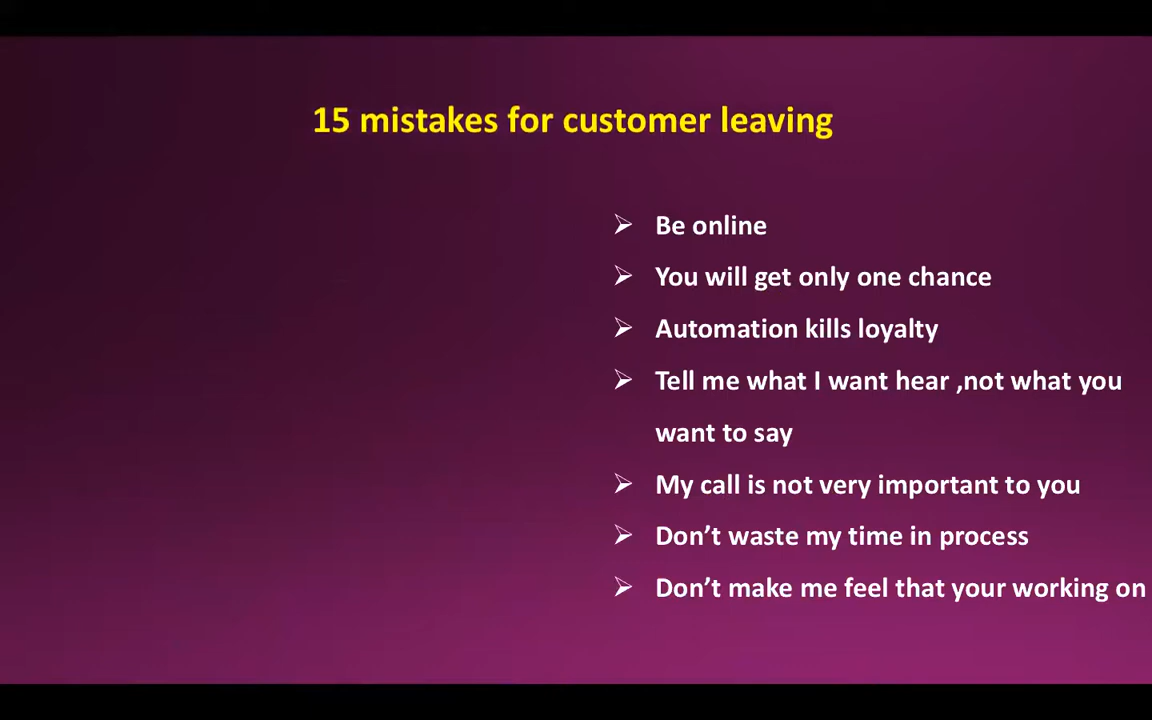 15 mistakes for customer leaving
➢ Be online
➢ You will get only one chance
➢ Automation kills loyalty
➢ Tell me what I want hear ,not what you
want to say
➢ My call is not very important to you
➢ Don’t waste my time in process
➢ Don’t make me feel that your working on